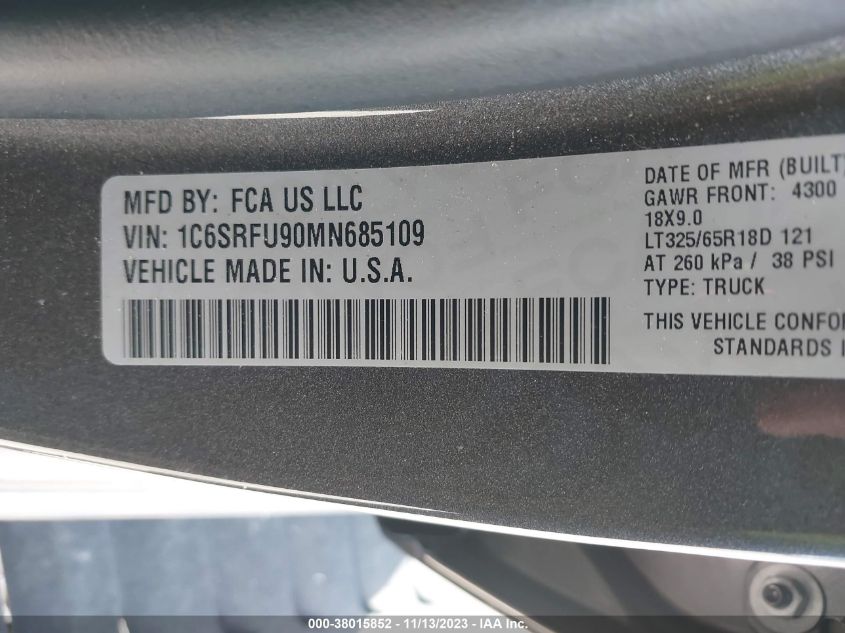 MFD BY: FCA US LLC
VIN: 1C6SRFU90MN685109
VEHICLE MADE IN: U.S.A.
DATE OF MFR (BUILT)
GAWR FRONT: 4300
18X9.0
LT325/65R18D 121
AT 260 kPa / 38 PSI
TYPE: TRUCK
THIS VEHICLE
STANDARDS
000-38015852 - 11/13/2023 - IAA Inc.